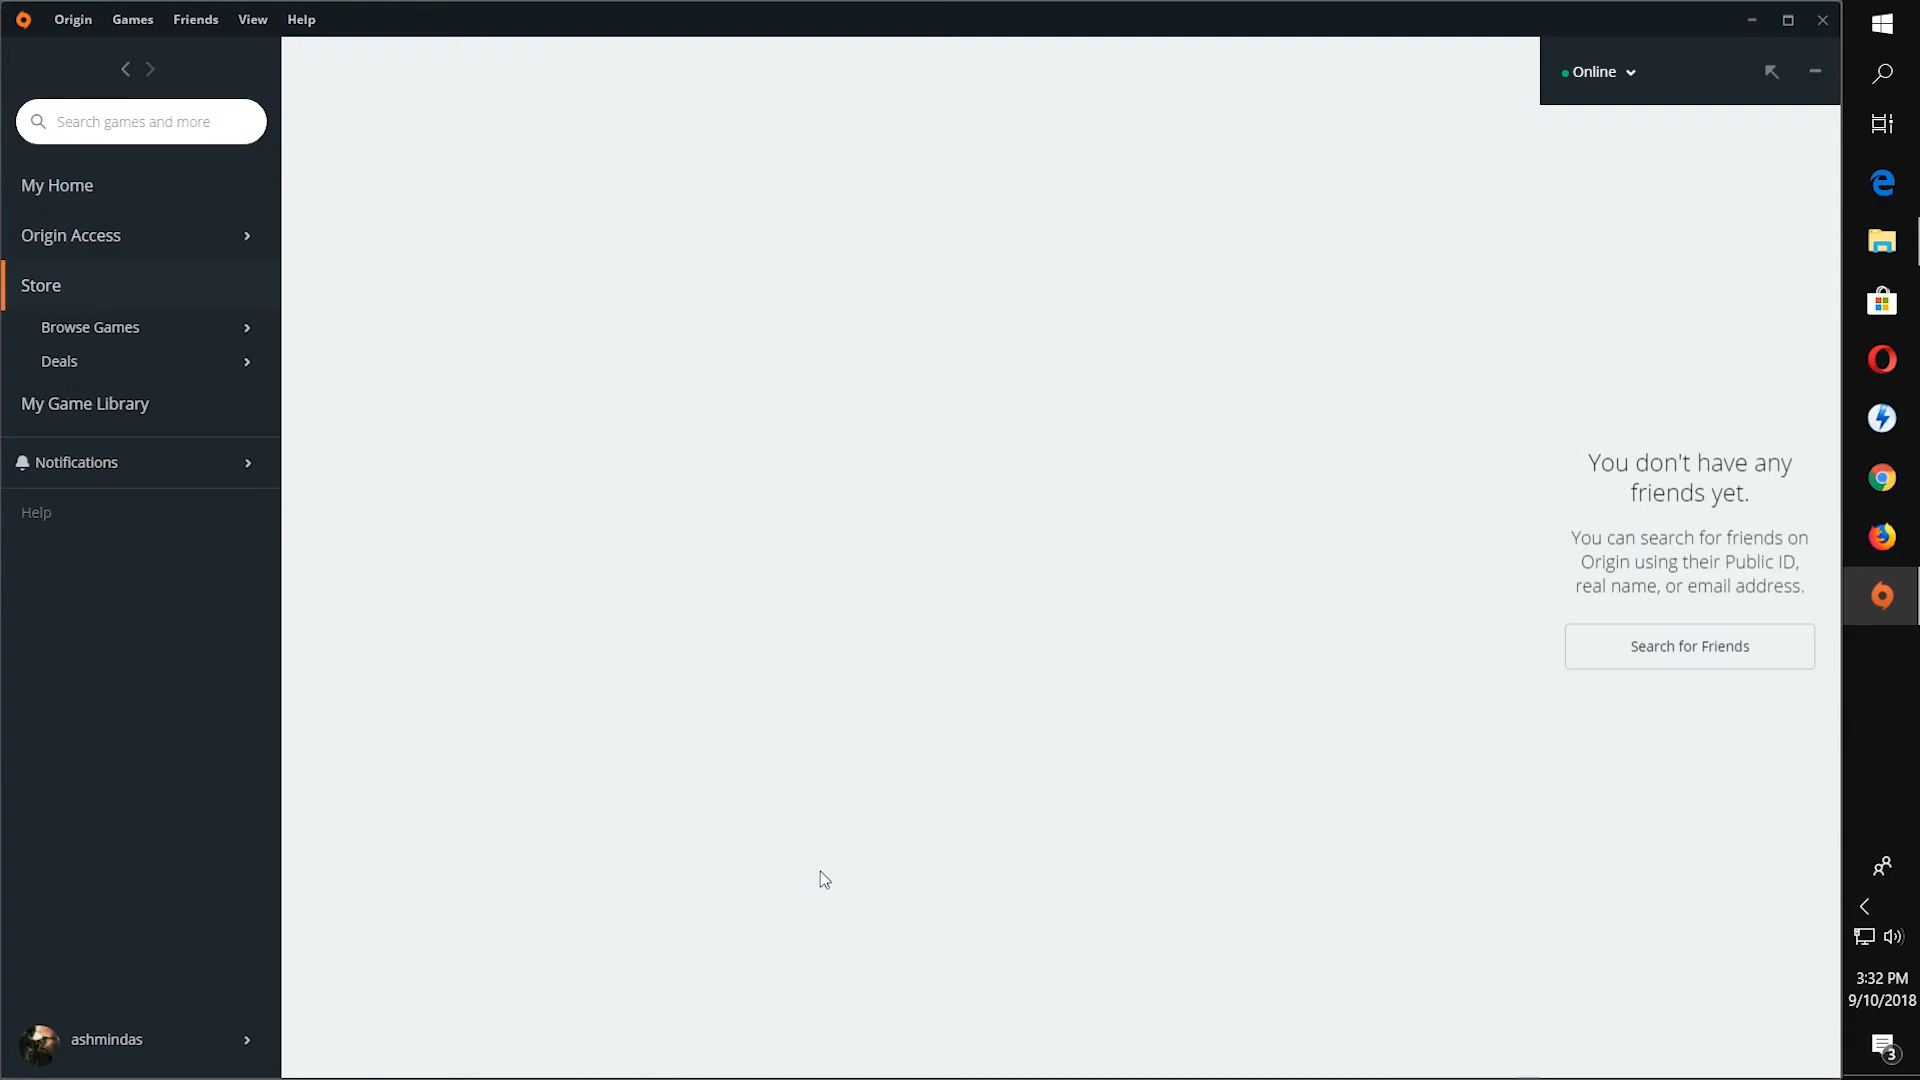 Origin Games Friends View Help
Search games and more
My Home
Origin Access
Store
Browse Games
Deals
My Game Library
Notifications
Help
ashmindas
Online
You don't have any
friends yet.
You can search for friends on
Origin using their Public ID,
real name, or email address.
Search for Friends
3:32 PM
9/10/2018
3